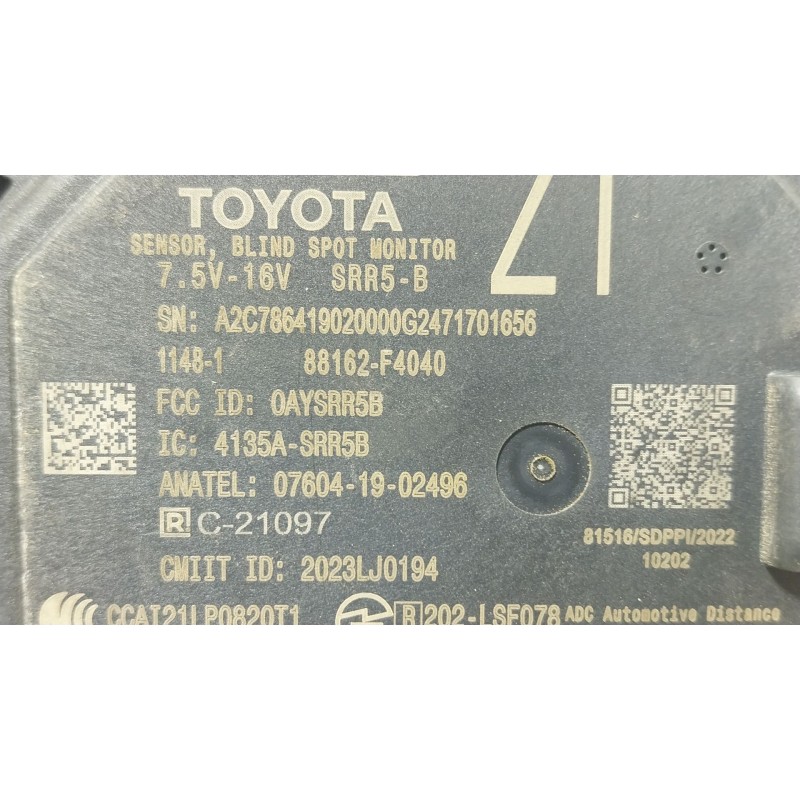 TOYOTA
SENSOR, BLIND SPOT MONITOR
7.5V-16V SRR5-B
SN: A2C786419020000G2471701656
1148-1 88162-F4040
FCC ID: OAYSRR5B
IC: 4135A-SRR5B
ANATEL: 07604-19-02496
R C-21097
CMIIT ID: 2023LJ0194
81516/SDPPI/2022
10202
CCAI21LP0820T1
R 202-LSF078
ADC Automotive Distance